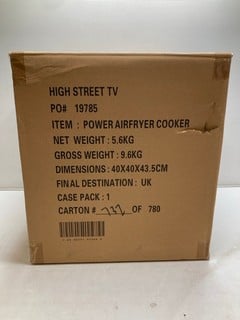 HIGH STREET TV
PO# 19785
ITEM : POWER AIRFRYER COOKER
NET WEIGHT : 5.6KG
GROSS WEIGHT : 9.6KG
DIMENSIONS : 40X40X43.5CM
FINAL DESTINATION : UK
CASE PACK : 1
CARTON # OF 780